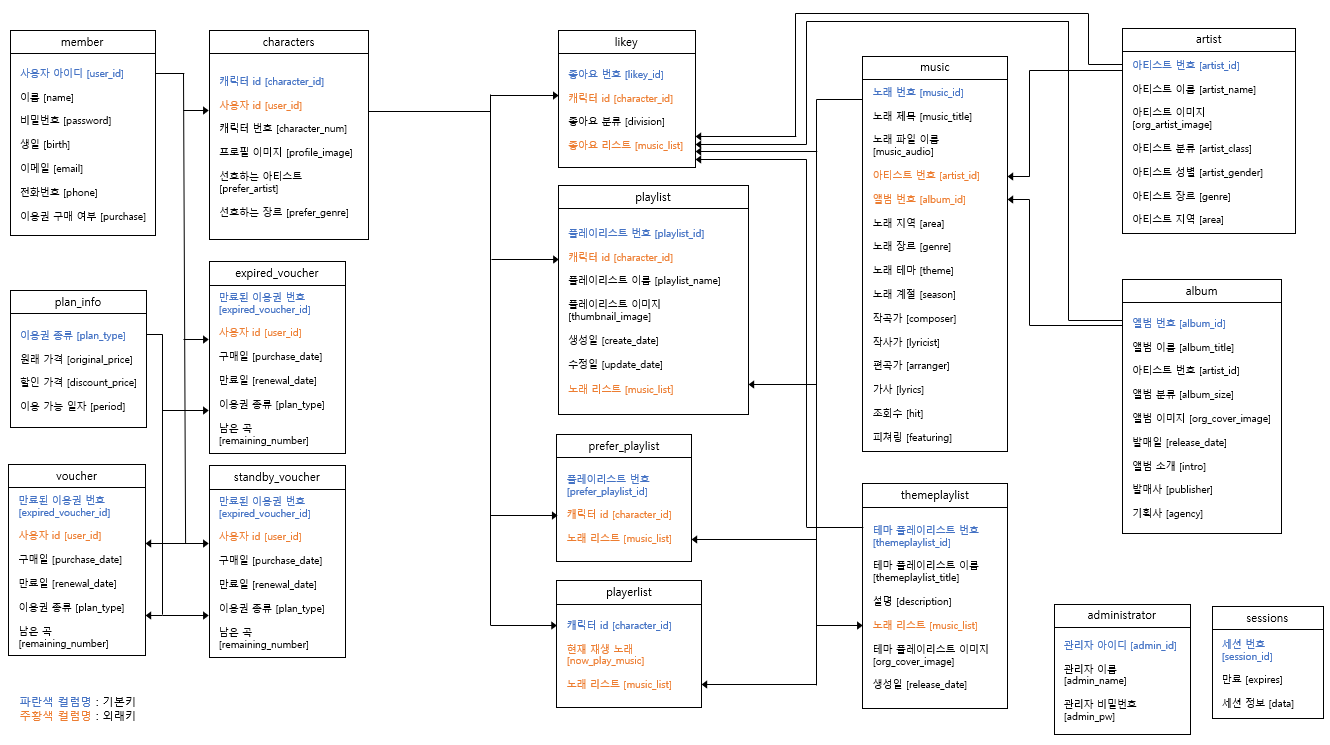 member
사용자 아이디 [user_id]
이름 [name]
비밀번호 [password]
생일 [birth]
이메일 [email]
전화번호 [phone]
이용권 구매 여부 [purchase]
characters
캐릭터 id [character_id]
사용자 id [user_id]
캐릭터 번호 [character_num]
프로필 이미지 [profile_image]
선호하는 아티스트
[prefer_artist]
선호하는 장르 [prefer_genre]
plan_info
이용권 종류 [plan_type]
원래 가격 [original_price]
할인 가격 [discount_price]
이용 가능 일자 [period]
expired_voucher
만료된 이용권 번호
[expired_voucher_id]
사용자 id [user_id]
구매일 [purchase_date]
만료일 [renewal_date]
이용권 종류 [plan_type]
남은 곡
[remaining_number]
voucher
만료된 이용권 번호
[expired_voucher_id]
사용자 id [user_id]
구매일 [purchase_date]
만료일 [renewal_date]
이용권 종류 [plan_type]
남은 곡
[remaining_number]
standby_voucher
만료된 이용권 번호
[expired_voucher_id]
사용자 id [user_id]
구매일 [purchase_date]
만료일 [renewal_date]
이용권 종류 [plan_type]
남은 곡
[remaining_number]
파란색 컬럼명 : 기본키
주황색 컬럼명 : 외래키
likey
좋아요 번호 [likey_id]
캐릭터 id [character_id]
좋아요 분류 [division]
좋아요 리스트 [music_list]
playlist
플레이리스트 번호 [playlist_id]
캐릭터 id [character_id]
플레이리스트 이름 [playlist_name]
플레이리스트 이미지
[thumbnail_image]
생성일 [create_date]
수정일 [update_date]
노래 리스트 [music_list]
prefer_playlist
플레이리스트 번호
[prefer_playlist_id]
캐릭터 id [character_id]
노래 리스트 [music_list]
playerlist
캐릭터 id [character_id]
현재 재생 노래
[now_play_music]
노래 리스트 [music_list]
music
노래 번호 [music_id]
노래 제목 [music_title]
노래 파일 이름
[music_audio]
아티스트 번호 [artist_id]
앨범 번호 [album_id]
노래 지역 [area]
노래 장르 [genre]
노래 테마 [theme]
노래 계절 [season]
작곡가 [composer]
작사가 [lyricist]
편곡가 [arranger]
가사 [lyrics]
조회수 [hit]
피쳐링 [featuring]
themeplaylist
테마 플레이리스트 번호
[themeplaylist_id]
테마 플레이리스트 이름
[themeplaylist_title]
설명 [description]
노래 리스트 [music_list]
테마 플레이리스트 이미지
[org_cover_image]
생성일 [release_date]
artist
아티스트 번호 [artist_id]
아티스트 이름 [artist_name]
아티스트 이미지
[org_artist_image]
아티스트 분류 [artist_class]
아티스트 성별 [artist_gender]
아티스트 장르 [genre]
아티스트 지역 [area]
album
앨범 번호 [album_id]
앨범 이름 [album_title]
아티스트 번호 [artist_id]
앨범 분류 [album_size]
앨범 이미지 [org_cover_image]
발매일 [release_date]
앨범 소개 [intro]
발매사 [publisher]
기획사 [agency]
administrator
관리자 아이디 [admin_id]
관리자 이름
[admin_name]
관리자 비밀번호
[admin_pw]
sessions
세션 번호
[session_id]
만료 [expires]
세션 정보 [data]